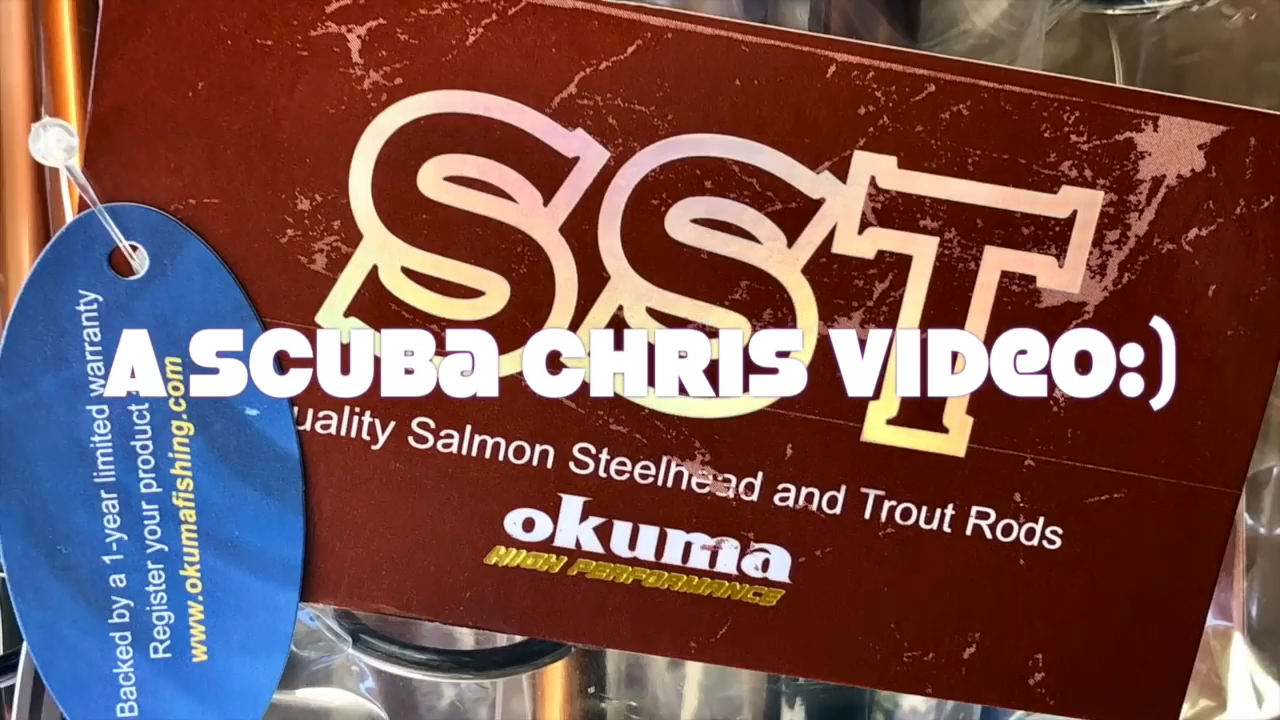 SST
A SCUBA CHRIS VIDEO:)
uality Salmon Steelhead and Trout Rods
okuma
HIGH PERFORMANCE
Backed by a 1-year limited warranty
Register your product
www.okumafishing.com